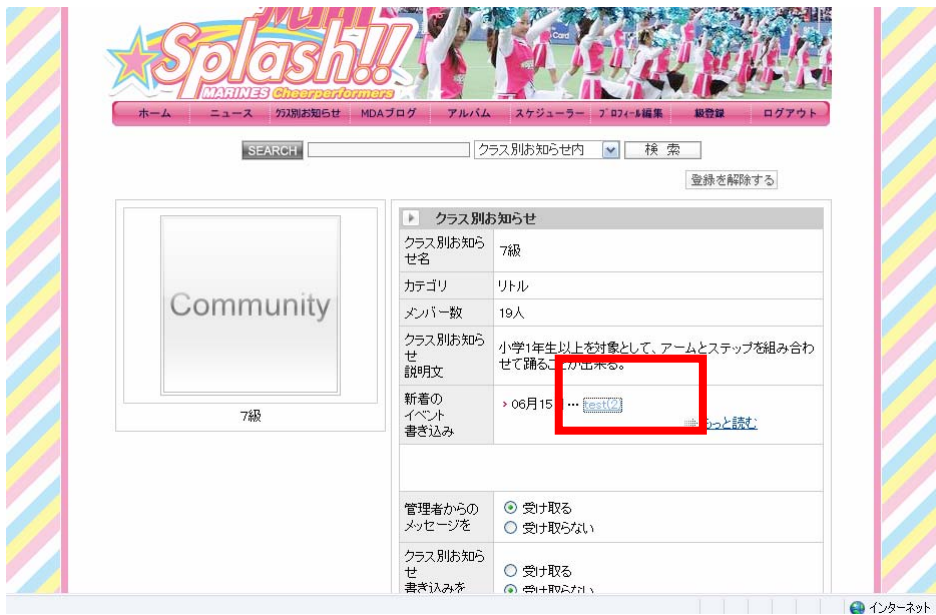 Splash!!
MARINES Cheerperformers
ホーム ニュース クラス別お知らせ MDAブログ アルバム スケジューラー プロフィール編集 級登録 ログアウト
SEARCH クラス別お知らせ内 検 索
登録を解除する
クラス別お知らせ
クラス別お知ら
せ名
7級
カテゴリ
リトル
Community
メンバー数
19人
クラス別お知ら
せ
説明文
小学1年生以上を対象として、アームとステップを組み合わ
せて踊ることが出来る。
7級
新着の
イベント
書き込み
06月15 … test(2)
もっと読む
管理者からの
メッセージを
受け取る
受け取らない
クラス別お知ら
せ
書き込みを
受け取る
受け取らない
インターネット